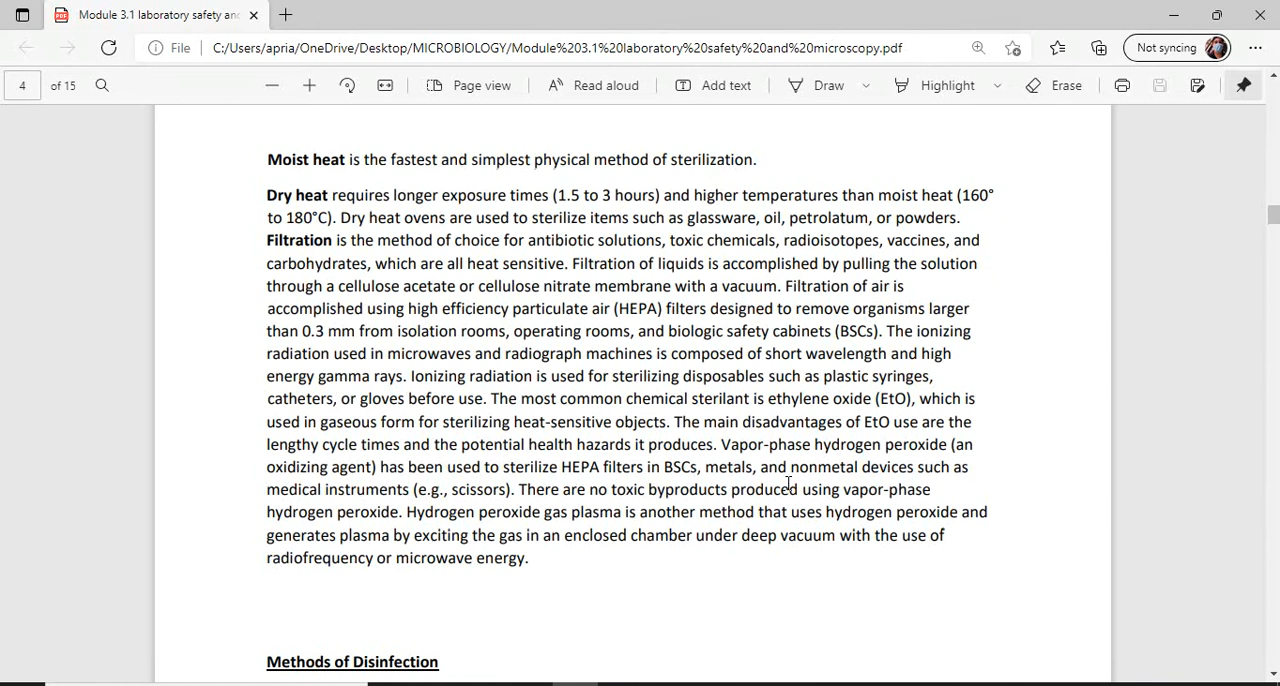 Module 3.1 laboratory safety an
Not syncing
File C:/Users/apria/OneDrive/Desktop/MICROBIOLOGY/Module%203.1%20laboratory%20safety%20and%20microscopy.pdf
4 of 15
Page view
Read aloud
Add text
Draw
Highlight
Erase
Moist heat is the fastest and simplest physical method of sterilization.
Dry heat requires longer exposure times (1.5 to 3 hours) and higher temperatures than moist heat (160°
to 180°C). Dry heat ovens are used to sterilize items such as glassware, oil, petrolatum, or powders.
Filtration is the method of choice for antibiotic solutions, toxic chemicals, radioisotopes, vaccines, and
carbohydrates, which are all heat sensitive. Filtration of liquids is accomplished by pulling the solution
through a cellulose acetate or cellulose nitrate membrane with a vacuum. Filtration of air is
accomplished using high efficiency particulate air (HEPA) filters designed to remove organisms larger
than 0.3 mm from isolation rooms, operating rooms, and biologic safety cabinets (BSCs). The ionizing
radiation used in microwaves and radiograph machines is composed of short wavelength and high
energy gamma rays. Ionizing radiation is used for sterilizing disposables such as plastic syringes,
catheters, or gloves before use. The most common chemical sterilant is ethylene oxide (EtO), which is
used in gaseous form for sterilizing heat-sensitive objects. The main disadvantages of EtO use are the
lengthy cycle times and the potential health hazards it produces. Vapor-phase hydrogen peroxide (an
oxidizing agent) has been used to sterilize HEPA filters in BSCs, metals, and nonmetal devices such as
medical instruments (e.g., scissors). There are no toxic byproducts produced using vapor-phase
hydrogen peroxide. Hydrogen peroxide gas plasma is another method that uses hydrogen peroxide and
generates plasma by exciting the gas in an enclosed chamber under deep vacuum with the use of
radiofrequency or microwave energy.
Methods of Disinfection